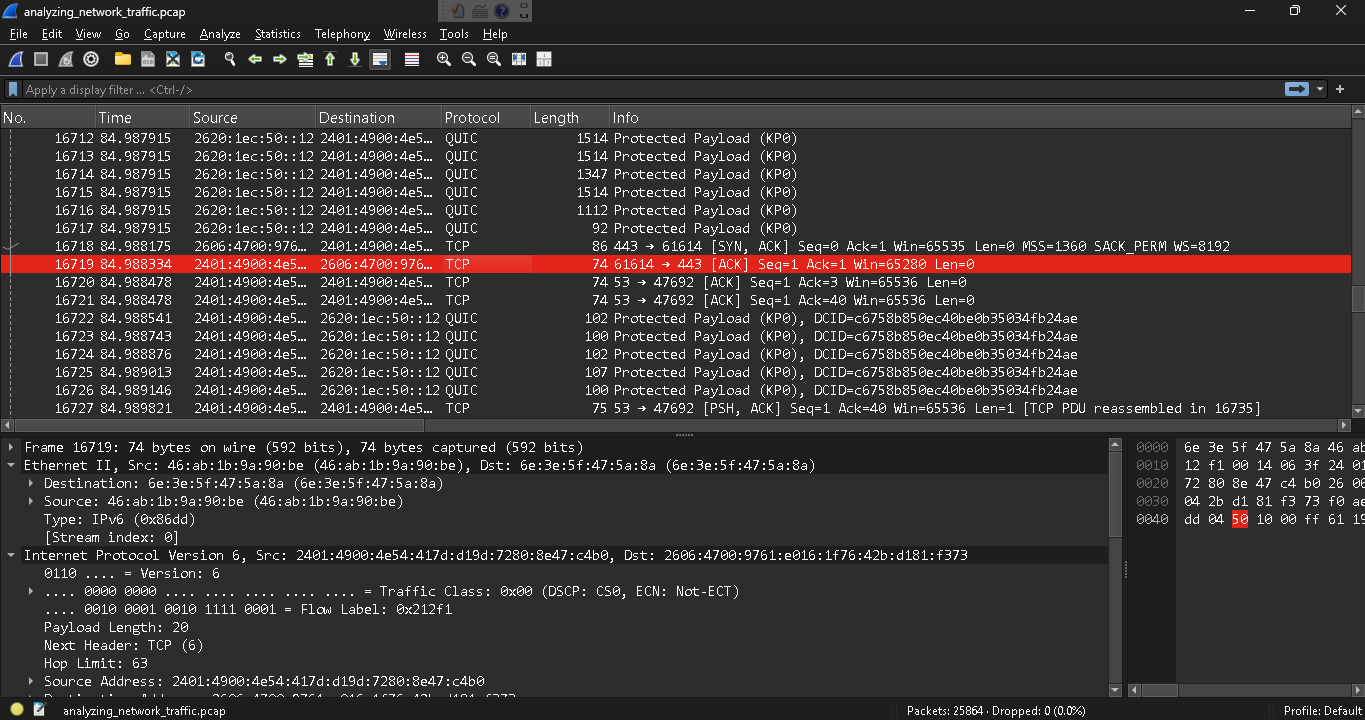 analyzing_network_traffic.pcap
File Edit View Go Capture Analyze Statistics Telephony Wireless Tools Help
Apply a display filter ... <Ctrl-/>
No. Time Source Destination Protocol Length Info
16712 84.987915 2620:1ec:50::12 2401:4900:4e5… QUIC 1514 Protected Payload (KP0)
16713 84.987915 2620:1ec:50::12 2401:4900:4e5… QUIC 1514 Protected Payload (KP0)
16714 84.987915 2620:1ec:50::12 2401:4900:4e5… QUIC 1347 Protected Payload (KP0)
16715 84.987915 2620:1ec:50::12 2401:4900:4e5… QUIC 1514 Protected Payload (KP0)
16716 84.987915 2620:1ec:50::12 2401:4900:4e5… QUIC 1112 Protected Payload (KP0)
16717 84.987915 2620:1ec:50::12 2401:4900:4e5… QUIC 92 Protected Payload (KP0)
16718 84.988175 2606:4700:976… 2401:4900:4e5… TCP 86 443 → 61614 [SYN, ACK] Seq=0 Ack=1 Win=65535 Len=0 MSS=1360 SACK_PERM WS=8192
16719 84.988334 2401:4900:4e5… 2606:4700:976… TCP 74 61614 → 443 [ACK] Seq=1 Ack=1 Win=65280 Len=0
16720 84.988478 2401:4900:4e5… 2401:4900:4e5… TCP 74 53 → 47692 [ACK] Seq=1 Ack=3 Win=65536 Len=0
16721 84.988478 2401:4900:4e5… 2401:4900:4e5… TCP 74 53 → 47692 [ACK] Seq=1 Ack=40 Win=65536 Len=0
16722 84.988541 2401:4900:4e5… 2620:1ec:50::12 QUIC 102 Protected Payload (KP0), DCID=c6758b850ec40be0b35034fb24ae
16723 84.988743 2401:4900:4e5… 2620:1ec:50::12 QUIC 100 Protected Payload (KP0), DCID=c6758b850ec40be0b35034fb24ae
16724 84.988876 2401:4900:4e5… 2620:1ec:50::12 QUIC 102 Protected Payload (KP0), DCID=c6758b850ec40be0b35034fb24ae
16725 84.989013 2401:4900:4e5… 2620:1ec:50::12 QUIC 107 Protected Payload (KP0), DCID=c6758b850ec40be0b35034fb24ae
16726 84.989146 2401:4900:4e5… 2620:1ec:50::12 QUIC 100 Protected Payload (KP0), DCID=c6758b850ec40be0b35034fb24ae
16727 84.989821 2401:4900:4e5… 2401:4900:4e5… TCP 75 53 → 47692 [PSH, ACK] Seq=1 Ack=40 Win=65536 Len=1 [TCP PDU reassembled in 16735]
Frame 16719: 74 bytes on wire (592 bits), 74 bytes captured (592 bits)
Ethernet II, Src: 46:ab:1b:9a:90:be (46:ab:1b:9a:90:be), Dst: 6e:3e:5f:47:5a:8a (6e:3e:5f:47:5a:8a)
Destination: 6e:3e:5f:47:5a:8a (6e:3e:5f:47:5a:8a)
Source: 46:ab:1b:9a:90:be (46:ab:1b:9a:90:be)
Type: IPv6 (0x86dd)
[Stream index: 0]
Internet Protocol Version 6, Src: 2401:4900:4e54:417d:d19d:7280:8e47:c4b0, Dst: 2606:4700:9761:e016:1f76:42b:d181:f373
0110 .... = Version: 6
.... 0000 0000 .... .... .... .... .... = Traffic Class: 0x00 (DSCP: CS0, ECN: Not-ECT)
.... 0010 0001 0010 1111 0001 = Flow Label: 0x212f1
Payload Length: 20
Next Header: TCP (6)
Hop Limit: 63
Source Address: 2401:4900:4e54:417d:d19d:7280:8e47:c4b0
0000 6e 3e 5f 47 5a 8a 46 ab
0010 12 f1 00 14 06 3f 24 01
0020 72 80 8e 47 c4 b0 26 06
0030 04 2b d1 81 f3 73 f0 ae
0040 dd 04 50 10 00 ff 61 19
analyzing_network_traffic.pcap
Packets: 25864 · Dropped: 0 (0.0%)
Profile: Default